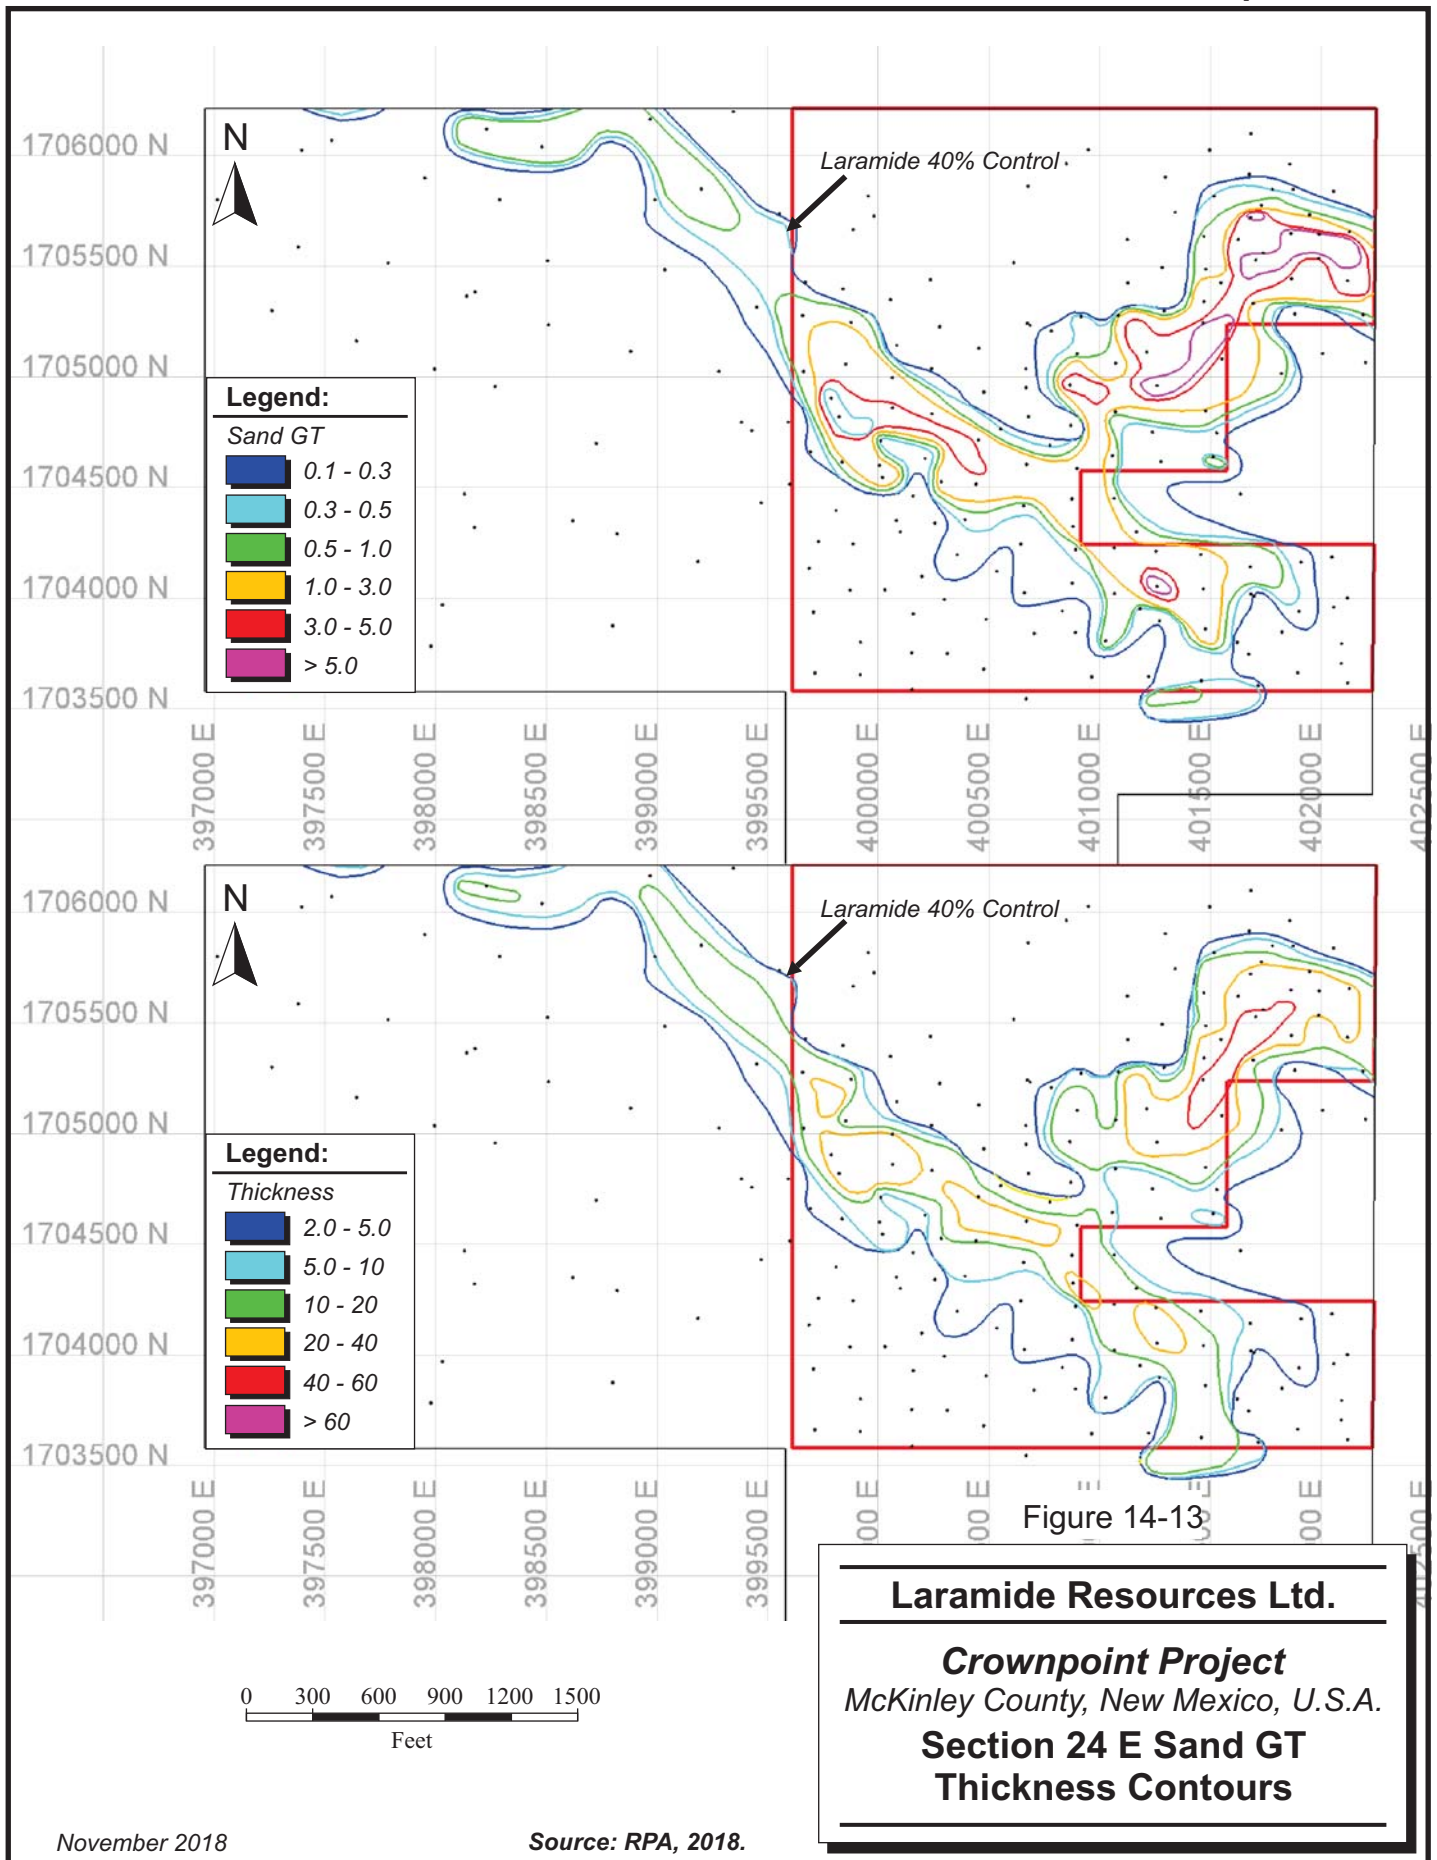 N
Laramide 40% Control
1706000 N
1705500 N
1705000 N
1704500 N
1704000 N
1703500 N
Legend:
Sand GT
0.1 - 0.3
0.3 - 0.5
0.5 - 1.0
1.0 - 3.0
3.0 - 5.0
> 5.0
397000 E
397500 E
398000 E
398500 E
399000 E
399500 E
400000 E
400500 E
401000 E
401500 E
402000 E
402500 E
N
Laramide 40% Control
1706000 N
1705500 N
1705000 N
1704500 N
1704000 N
1703500 N
Legend:
Thickness
2.0 - 5.0
5.0 - 10
10 - 20
20 - 40
40 - 60
> 60
397000 E
397500 E
398000 E
398500 E
399000 E
399500 E
Figure 14-13
Laramide Resources Ltd.
Crownpoint Project
McKinley County, New Mexico, U.S.A.
Section 24 E Sand GT
Thickness Contours
0 300 600 900 1200 1500
Feet
November 2018
Source: RPA, 2018.